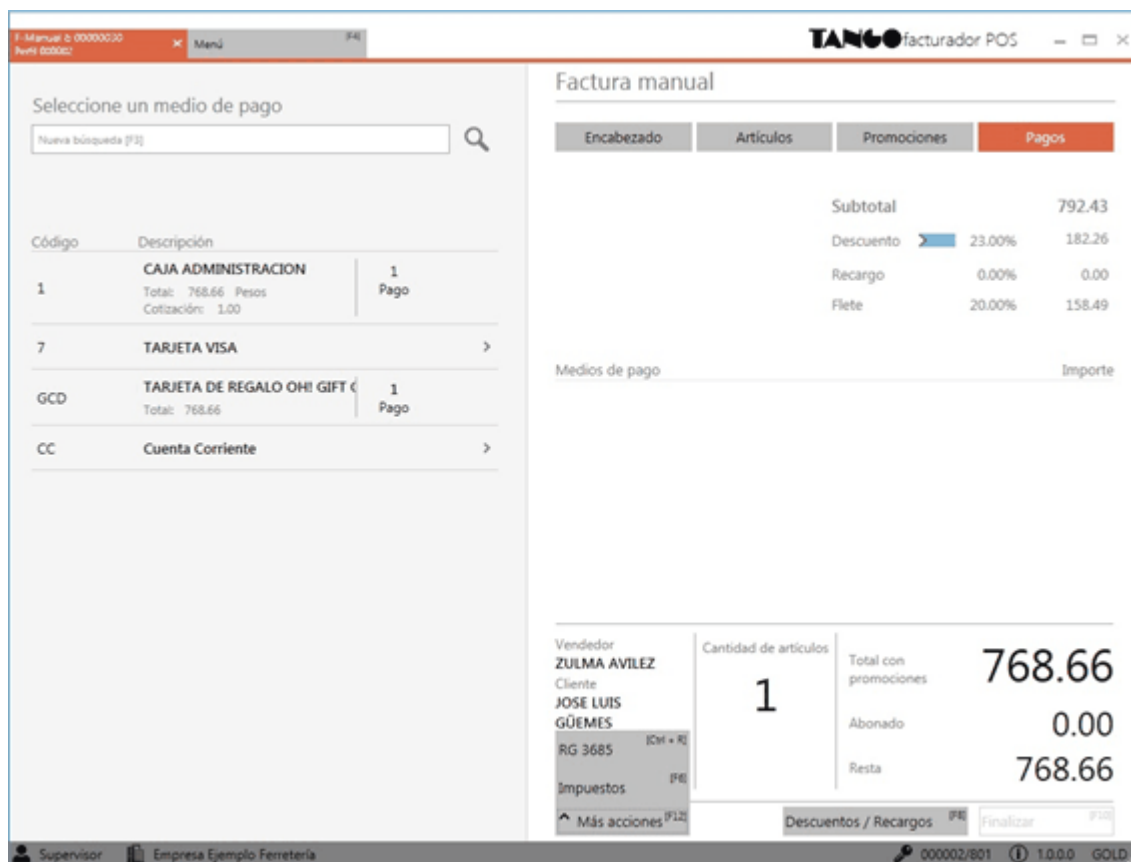 F-Manual B 00000030
Perfil 000002
Menú [F4]
TANGO facturador POS
Seleccione un medio de pago
Nueva búsqueda [F3]
Código Descripción
1 CAJA ADMINISTRACION 1
Total: 768.66 Pesos Pago
Cotización: 1.00
7 TARJETA VISA
GCD TARJETA DE REGALO OH! GIFT C 1
Total: 768.66 Pago
CC Cuenta Corriente
Factura manual
Encabezado Artículos Promociones Pagos
Subtotal 792.43
Descuento 23.00% 182.26
Recargo 0.00% 0.00
Flete 20.00% 158.49
Medios de pago Importe
Vendedor
ZULMA AVILEZ
Cliente
JOSE LUIS
GÜEMES
RG 3685 [Ctrl + R]
Impuestos [F6]
Más acciones [F12]
Cantidad de artículos
1
Total con
promociones 768.66
Abonado 0.00
Resta 768.66
Descuentos / Recargos [F8]
Finalizar [F10]
Supervisor Empresa Ejemplo Ferretería 000002/801 1.0.0.0 GOLD